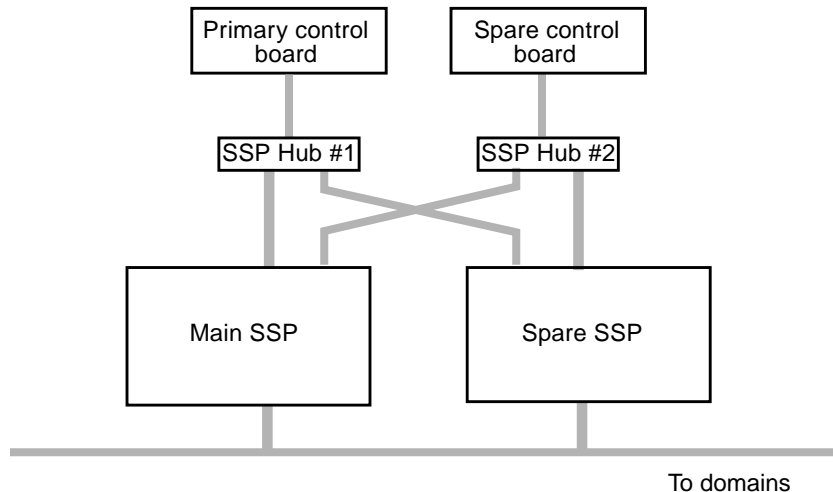 Primary control
board
Spare control
board
SSP Hub #1
SSP Hub #2
Main SSP
Spare SSP
To domains